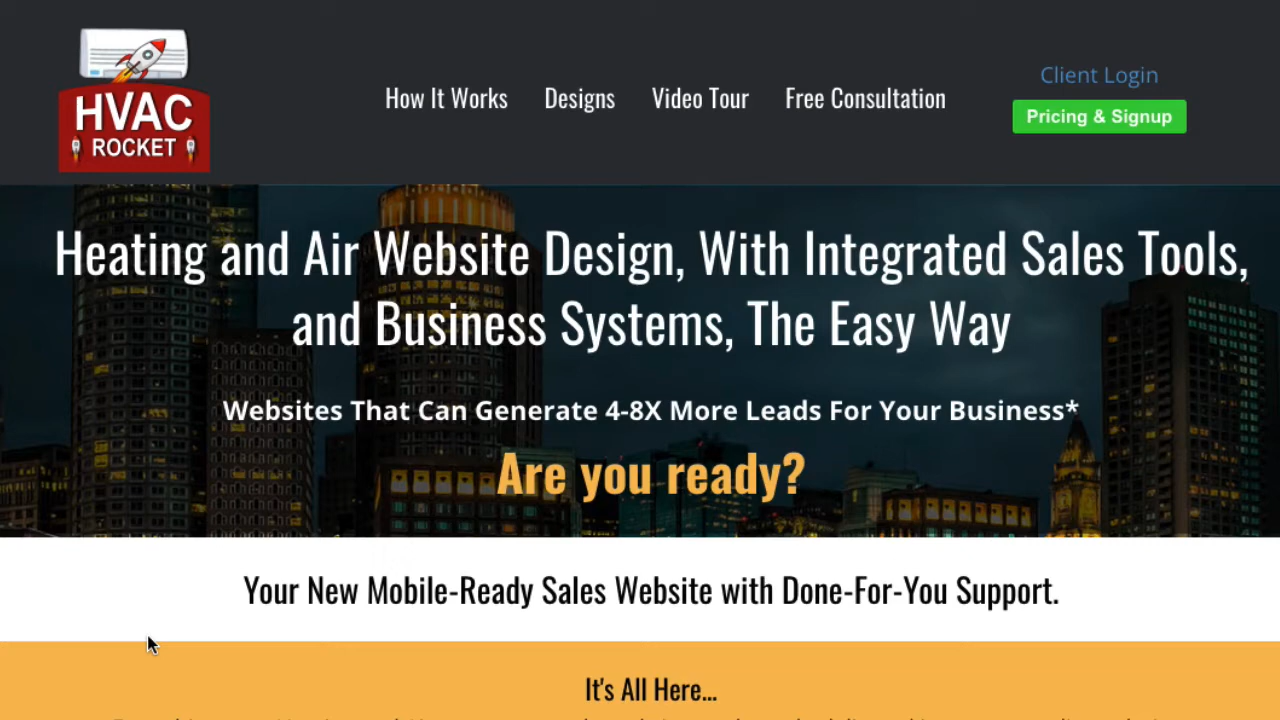 HVAC
ROCKET
How It Works
Designs
Video Tour
Free Consultation
Client Login
Pricing & Signup
Heating and Air Website Design, With Integrated Sales Tools,
and Business Systems, The Easy Way
Websites That Can Generate 4-8X More Leads For Your Business*
Are you ready?
Your New Mobile-Ready Sales Website with Done-For-You Support.
It's All Here...